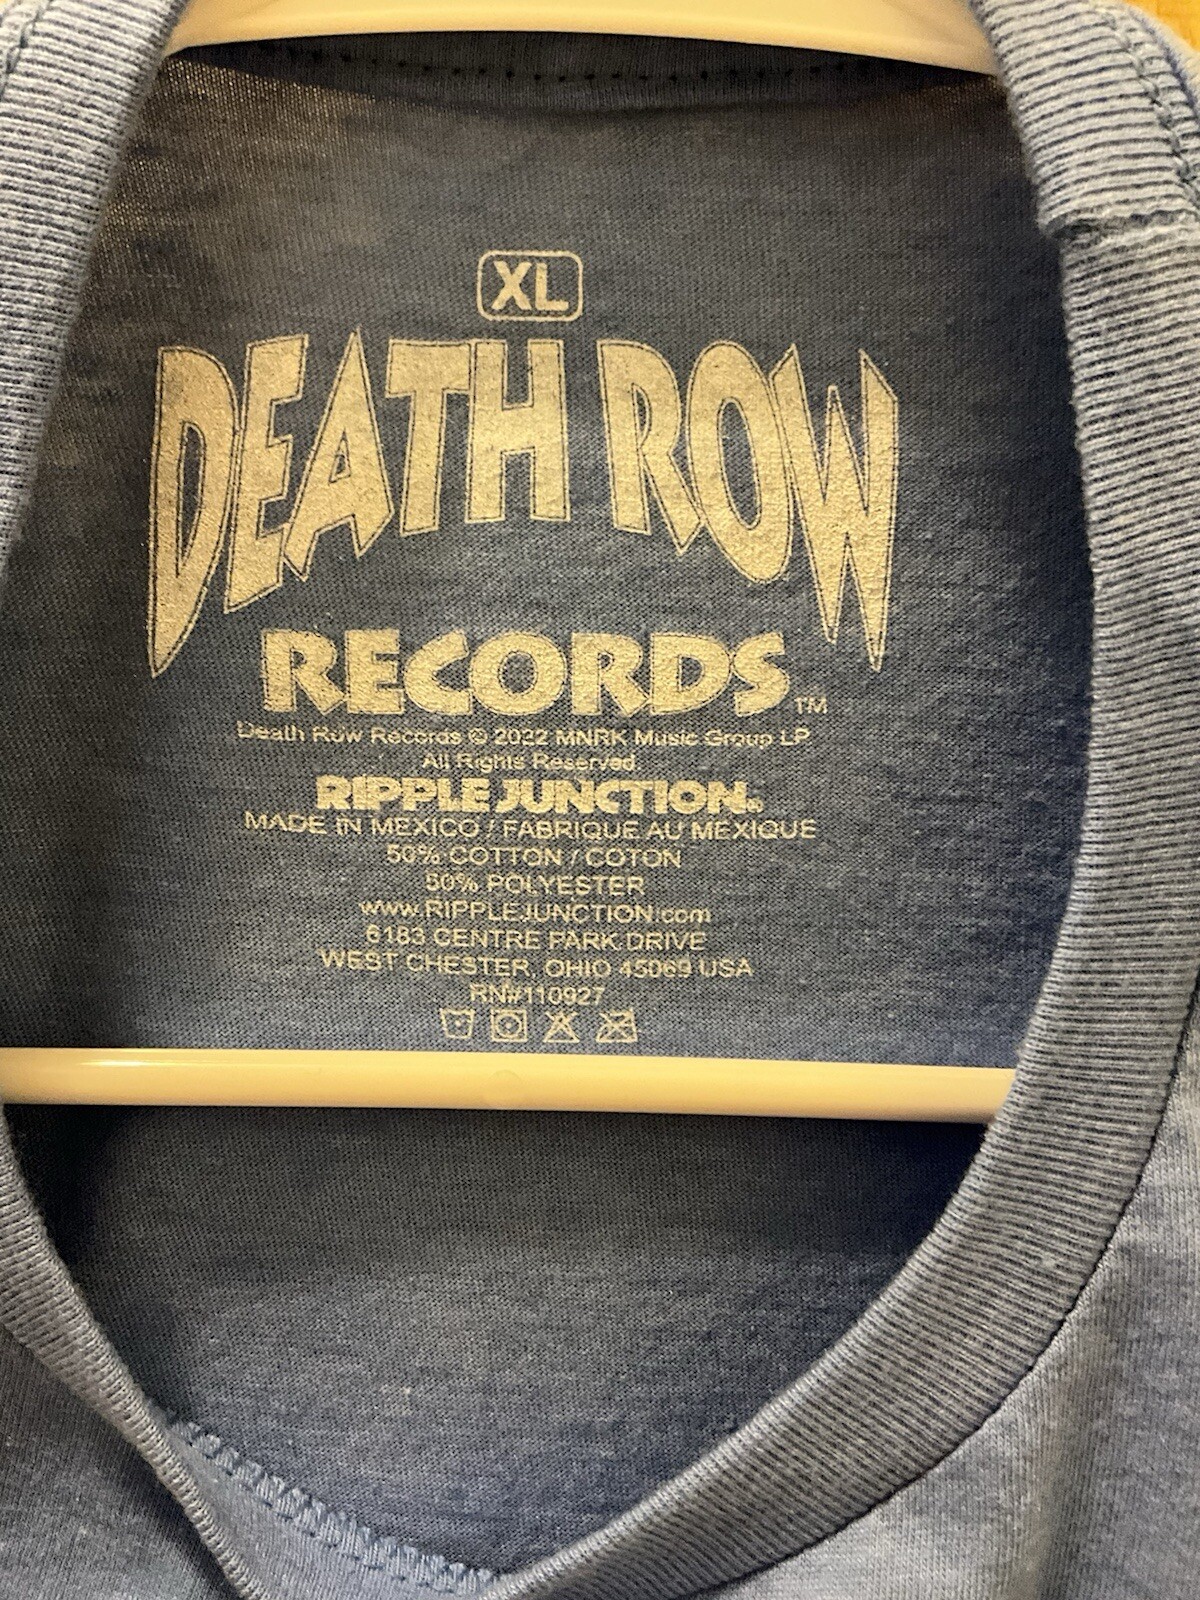 XL
DEATH ROW
RECORDS™
Death Row Records © 2022 MNRK Music Group LP
All Rights Reserved.
RIPPLE JUNCTION®
MADE IN MEXICO / FABRIQUE AU MEXIQUE
50% COTTON / COTON
50% POLYESTER
www.RIPPLEJUNCTION.com
6183 CENTRE PARK DRIVE
WEST CHESTER, OHIO 45069 USA
RN#110927